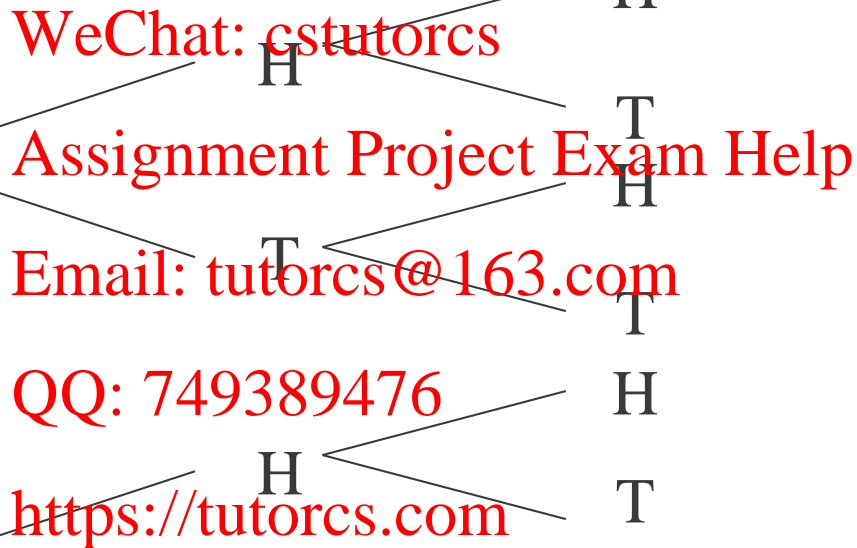 H
WeChat: cstutorcs
H
T
Assignment Project Exam Help
H
T
Email: tutorcs@163.com
T
QQ: 749389476
H
H
T
https://tutorcs.com